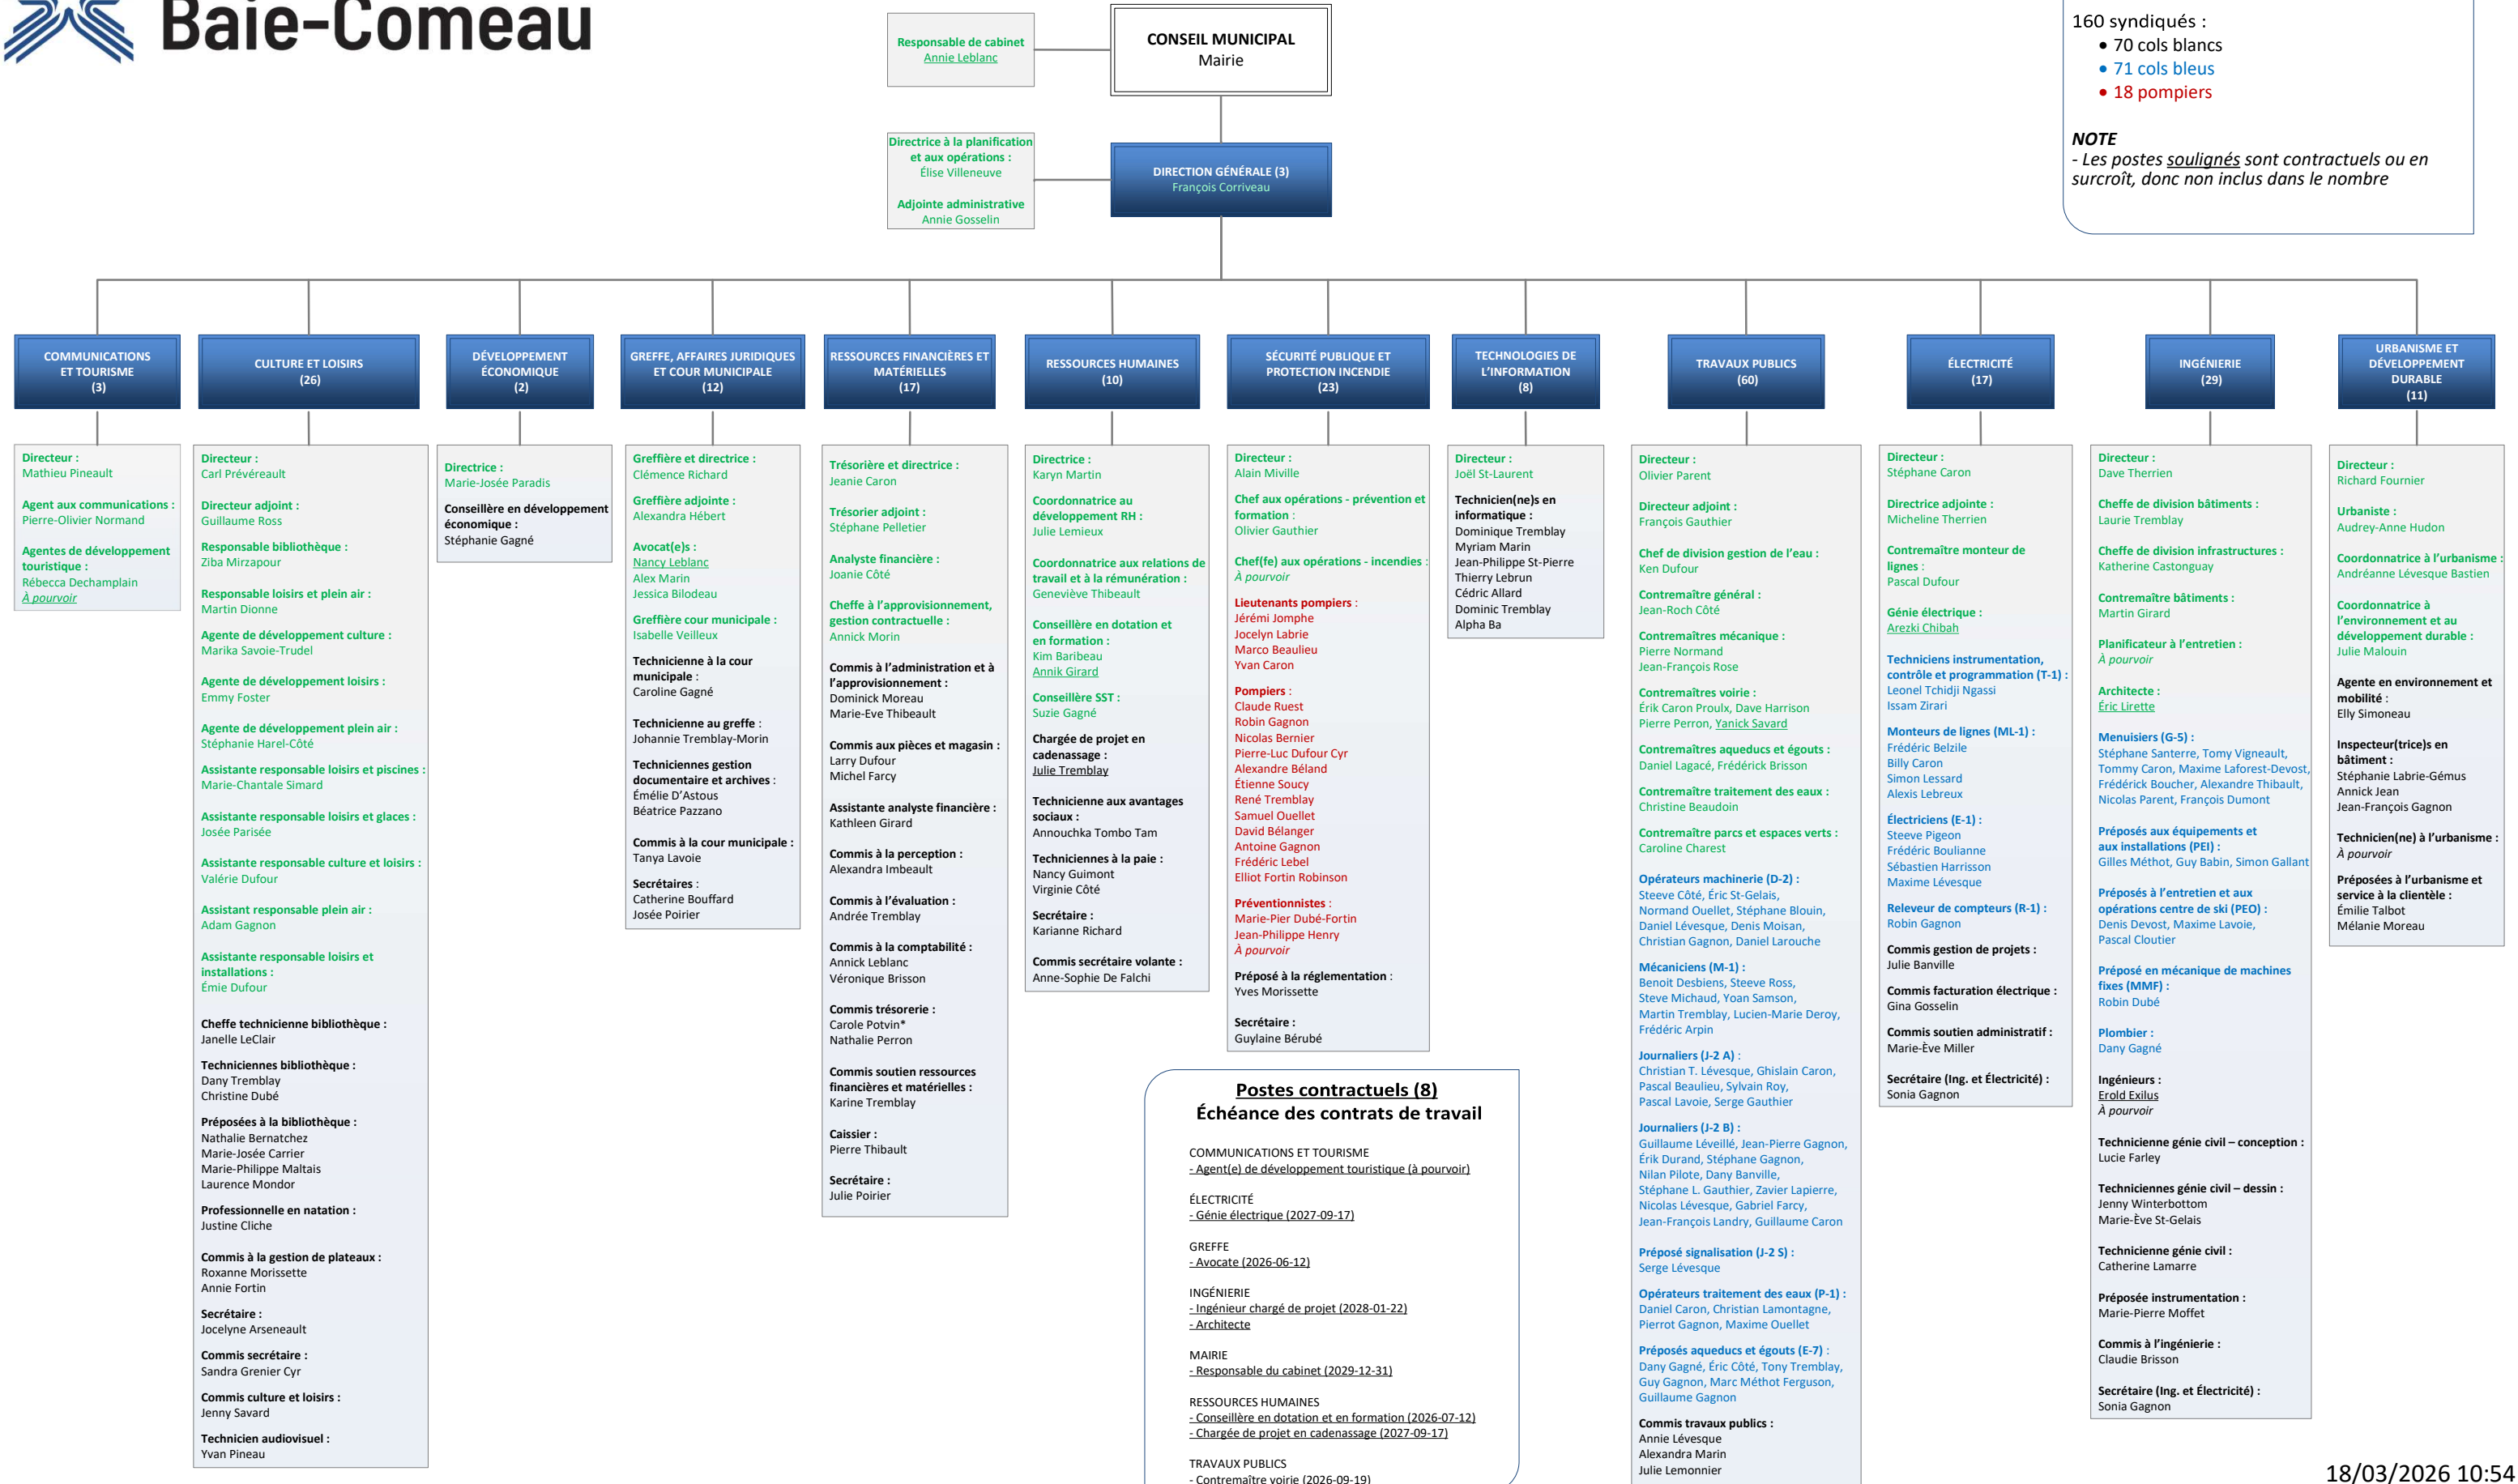 Baie-Comeau
Responsable de cabinet
Annie Leblanc
CONSEIL MUNICIPAL
Mairie
160 syndiqués :
• 70 cols blancs
• 71 cols bleus
• 18 pompiers
NOTE
- Les postes soulignés sont contractuels ou en
surcroît, donc non inclus dans le nombre
Directrice à la planification
et aux opérations :
Élise Villeneuve
Adjointe administrative
Annie Gosselin
DIRECTION GÉNÉRALE (3)
François Corriveau
COMMUNICATIONS
ET TOURISME
(3)
Directeur :
Mathieu Pineault
Agent aux communications :
Pierre-Olivier Normand
Agentes de développement
touristique :
Rébecca Dechamplain
À pourvoir
CULTURE ET LOISIRS
(26)
Directeur :
Carl Prévéreault
Directeur adjoint :
Guillaume Ross
Responsable bibliothèque :
Ziba Mirzapour
Responsable loisirs et plein air :
Martin Dionne
Agente de développement culture :
Marika Savoie-Trudel
Agente de développement loisirs :
Emmy Foster
Agente de développement plein air :
Stéphanie Harel-Côté
Assistante responsable loisirs et piscines :
Marie-Chantale Simard
Assistante responsable loisirs et glaces :
Josée Parisée
Assistante responsable culture et loisirs :
Valérie Dufour
Assistant responsable plein air :
Adam Gagnon
Assistante responsable loisirs et
installations :
Émie Dufour
Cheffe technicienne bibliothèque :
Janelle LeClair
Techniciennes bibliothèque :
Dany Tremblay
Christine Dubé
Préposées à la bibliothèque :
Nathalie Bernatchez
Marie-Josée Carrier
Marie-Philippe Maltais
Laurence Mondor
Professionnelle en natation :
Justine Cliche
Commis à la gestion de plateaux :
Roxanne Morissette
Annie Fortin
Secrétaire :
Jocelyne Arseneault
Commis secrétaire :
Sandra Grenier Cyr
Commis culture et loisirs :
Jenny Savard
Technicien audiovisuel :
Yvan Pineau
DÉVELOPPEMENT
ÉCONOMIQUE
(2)
Directrice :
Marie-Josée Paradis
Conseillère en développement
économique :
Stéphanie Gagné
GREFFE, AFFAIRES JURIDIQUES
ET COUR MUNICIPALE
(12)
Greffière et directrice :
Clémence Richard
Greffière adjointe :
Alexandra Hébert
Avocat(e)s :
Nancy Leblanc
Alex Marin
Jessica Bilodeau
Greffière cour municipale :
Isabelle Veilleux
Technicienne à la cour
municipale :
Caroline Gagné
Technicienne au greffe :
Johannie Tremblay-Morin
Techniciennes gestion
documentaire et archives :
Émélie D'Astous
Béatrice Pazzano
Commis à la cour municipale :
Tanya Lavoie
Secrétaires :
Catherine Bouffard
Josée Poirier
RESSOURCES FINANCIÈRES ET
MATÉRIELLES
(17)
Trésorière et directrice :
Jeanie Caron
Trésorier adjoint :
Stéphane Pelletier
Analyste financière :
Joanie Côté
Cheffe à l'approvisionnement,
gestion contractuelle :
Annick Morin
Commis à l'administration et à
l'approvisionnement :
Dominick Moreau
Marie-Eve Thibeault
Commis aux pièces et magasin :
Larry Dufour
Michel Farcy
Assistante analyste financière :
Kathleen Girard
Commis à la perception :
Alexandra Imbeault
Commis à l'évaluation :
Andrée Tremblay
Commis à la comptabilité :
Annick Leblanc
Véronique Brisson
Commis trésorerie :
Carole Potvin*
Nathalie Perron
Commis soutien ressources
financières et matérielles :
Karine Tremblay
Caissier :
Pierre Thibault
Secrétaire :
Julie Poirier
RESSOURCES HUMAINES
(10)
Directrice :
Karyn Martin
Coordonnatrice au
développement RH :
Julie Lemieux
Coordonnatrice aux relations de
travail et à la rémunération :
Geneviève Thibeault
Conseillère en dotation et
en formation :
Kim Baribeau
Annik Girard
Conseillère SST :
Suzie Gagné
Chargée de projet en
cadenassage :
Julie Tremblay
Technicienne aux avantages
sociaux :
Annouchka Tombo Tam
Techniciennes à la paie :
Nancy Guimont
Virginie Côté
Secrétaire :
Karianne Richard
Commis secrétaire volante :
Anne-Sophie De Falchi
SÉCURITÉ PUBLIQUE ET
PROTECTION INCENDIE
(23)
Directeur :
Alain Miville
Chef aux opérations - prévention et
formation :
Olivier Gauthier
Chef(fe) aux opérations - incendies :
À pourvoir
Lieutenants pompiers :
Jérémi Jomphe
Jocelyn Labrie
Marco Beaulieu
Yvan Caron
Pompiers :
Claude Ruest
Robin Gagnon
Nicolas Bernier
Pierre-Luc Dufour Cyr
Alexandre Béland
Étienne Soucy
René Tremblay
Samuel Ouellet
David Bélanger
Antoine Gagnon
Frédéric Lebel
Elliot Fortin Robinson
Préventionnistes :
Marie-Pier Dubé-Fortin
Jean-Philippe Henry
À pourvoir
Préposé à la réglementation :
Yves Morissette
Secrétaire :
Guylaine Bérubé
TECHNOLOGIES DE
L'INFORMATION
(8)
Directeur :
Joël St-Laurent
Technicien(ne)s en
informatique :
Dominique Tremblay
Myriam Marin
Jean-Philippe St-Pierre
Thierry Lebrun
Cédric Allard
Dominic Tremblay
Alpha Ba
Postes contractuels (8)
Échéance des contrats de travail
COMMUNICATIONS ET TOURISME
- Agent(e) de développement touristique (à pourvoir)
ÉLECTRICITÉ
- Génie électrique (2027-09-17)
GREFFE
- Avocate (2026-06-12)
INGÉNIERIE
- Ingénieur chargé de projet (2028-01-22)
- Architecte
MAIRIE
- Responsable du cabinet (2029-12-31)
RESSOURCES HUMAINES
- Conseillère en dotation et en formation (2026-07-12)
- Chargée de projet en cadenassage (2027-09-17)
TRAVAUX PUBLICS
- Contremaître voirie (2026-09-19)
TRAVAUX PUBLICS
(60)
Directeur :
Olivier Parent
Directeur adjoint :
François Gauthier
Chef de division gestion de l'eau :
Ken Dufour
Contremaître général :
Jean-Roch Côté
Contremaîtres mécanique :
Pierre Normand
Jean-François Rose
Contremaîtres voirie :
Érik Caron Proulx, Dave Harrison
Pierre Perron, Yanick Savard
Contremaîtres aqueducs et égouts :
Daniel Lagacé, Frédérick Brisson
Contremaître traitement des eaux :
Christine Beaudoin
Contremaître parcs et espaces verts :
Caroline Charest
Opérateurs machinerie (D-2) :
Steeve Côté, Éric St-Gelais,
Normand Ouellet, Stéphane Blouin,
Daniel Lévesque, Denis Moisan,
Christian Gagnon, Daniel Larouche
Mécaniciens (M-1) :
Benoit Desbiens, Steeve Ross,
Steve Michaud, Yoan Samson,
Martin Tremblay, Lucien-Marie Deroy,
Frédéric Arpin
Journaliers (J-2 A) :
Christian T. Lévesque, Ghislain Caron,
Pascal Beaulieu, Sylvain Roy,
Pascal Lavoie, Serge Gauthier
Journaliers (J-2 B) :
Guillaume Léveillé, Jean-Pierre Gagnon,
Érik Durand, Stéphane Gagnon,
Nilan Pilote, Dany Banville,
Stéphane L. Gauthier, Zavier Lapierre,
Nicolas Lévesque, Gabriel Farcy,
Jean-François Landry, Guillaume Caron
Préposé signalisation (J-2 S) :
Serge Lévesque
Opérateurs traitement des eaux (P-1) :
Daniel Caron, Christian Lamontagne,
Pierrot Gagnon, Maxime Ouellet
Préposés aqueducs et égouts (E-7) :
Dany Gagné, Éric Côté, Tony Tremblay,
Guy Gagnon, Marc Méthot Ferguson,
Guillaume Gagnon
Commis travaux publics :
Annie Lévesque
Alexandra Marin
Julie Lemonnier
ÉLECTRICITÉ
(17)
Directeur :
Stéphane Caron
Directrice adjointe :
Micheline Therrien
Contremaître monteur de
lignes :
Pascal Dufour
Génie électrique :
Arezki Chibah
Techniciens instrumentation,
contrôle et programmation (T-1) :
Leonel Tchidji Ngassi
Issam Zirari
Monteurs de lignes (ML-1) :
Frédéric Belzile
Billy Caron
Simon Lessard
Alexis Lebreux
Électriciens (E-1) :
Steeve Pigeon
Frédéric Boulianne
Sébastien Harrisson
Maxime Lévesque
Releveur de compteurs (R-1) :
Robin Gagnon
Commis gestion de projets :
Julie Banville
Commis facturation électrique :
Gina Gosselin
Commis soutien administratif :
Marie-Ève Miller
Secrétaire (Ing. et Électricité) :
Sonia Gagnon
INGÉNIERIE
(29)
Directeur :
Dave Therrien
Cheffe de division bâtiments :
Laurie Tremblay
Cheffe de division infrastructures :
Katherine Castonguay
Contremaître bâtiments :
Martin Girard
Planificateur à l'entretien :
À pourvoir
Architecte :
Éric Lirette
Menuisiers (G-5) :
Stéphane Santerre, Tomy Vigneault,
Tommy Caron, Maxime Laforest-Devost,
Frédérick Boucher, Alexandre Thibault,
Nicolas Parent, François Dumont
Préposés aux équipements et
aux installations (PEI) :
Gilles Méthot, Guy Babin, Simon Gallant
Préposés à l'entretien et aux
opérations centre de ski (PEO) :
Denis Devost, Maxime Lavoie,
Pascal Cloutier
Préposé en mécanique de machines
fixes (MMF) :
Robin Dubé
Plombier :
Dany Gagné
Ingénieurs :
Erold Exilus
À pourvoir
Technicienne génie civil – conception :
Lucie Farley
Techniciennes génie civil – dessin :
Jenny Winterbottom
Marie-Ève St-Gelais
Technicienne génie civil :
Catherine Lamarre
Préposée instrumentation :
Marie-Pierre Moffet
Commis à l'ingénierie :
Claudie Brisson
Secrétaire (Ing. et Électricité) :
Sonia Gagnon
URBANISME ET
DÉVELOPPEMENT
DURABLE
(11)
Directeur :
Richard Fournier
Urbaniste :
Audrey-Anne Hudon
Coordonnatrice à l'urbanisme :
Andréanne Lévesque Bastien
Coordonnatrice à
l'environnement et au
développement durable :
Julie Malouin
Agente en environnement et
mobilité :
Elly Simoneau
Inspecteur(trice)s en
bâtiment :
Stéphanie Labrie-Gémus
Annick Jean
Jean-François Gagnon
Technicien(ne) à l'urbanisme :
À pourvoir
Préposées à l'urbanisme et
service à la clientèle :
Émilie Talbot
Mélanie Moreau
18/03/2026 10:54